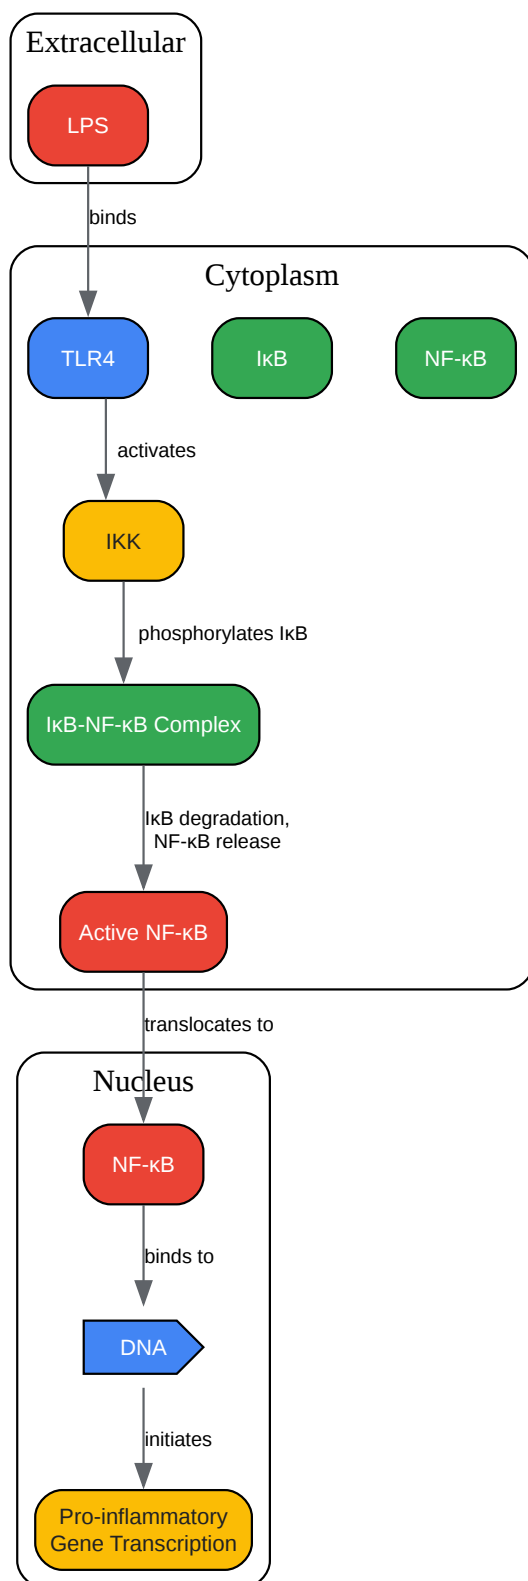 Extracellular
LPS
binds
Cytoplasm
TLR4
IκB
NF-κB
activates
IKK
phosphorylates IκB
IκB-NF-κB Complex
IκB degradation,
NF-κB release
Active NF-κB
translocates to
Nucleus
NF-κB
binds to
DNA
initiates
Pro-inflammatory
Gene Transcription